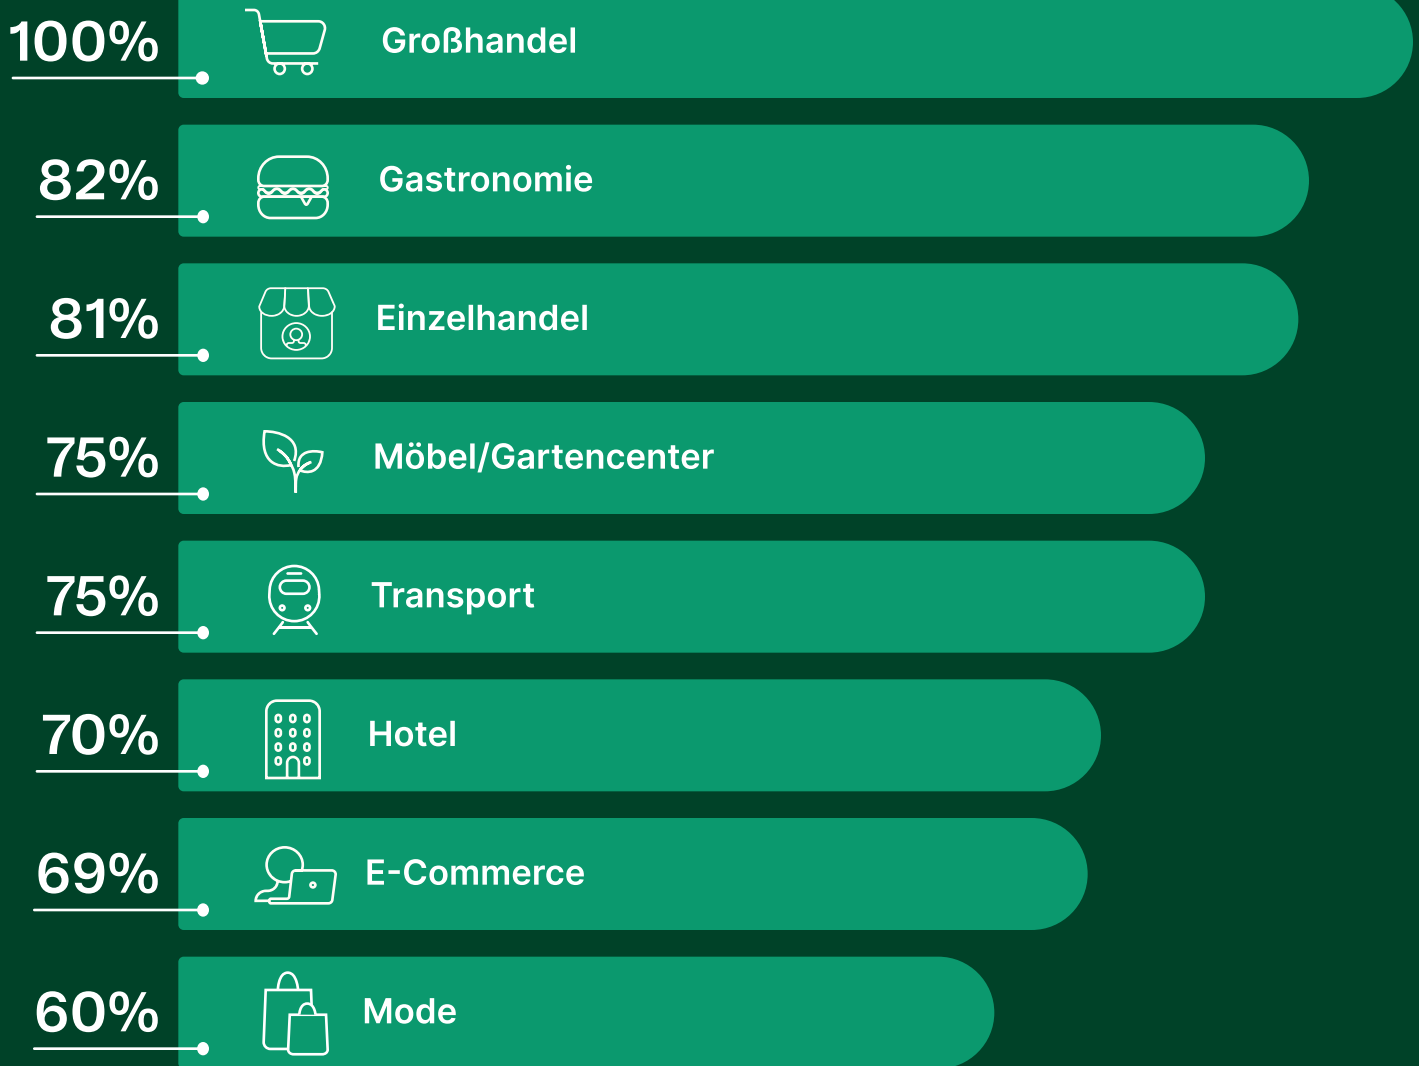 100% Großhandel
82% Gastronomie
81% Einzelhandel
75% Möbel/Gartencenter
75% Transport
70% Hotel
69% E-Commerce
60% Mode